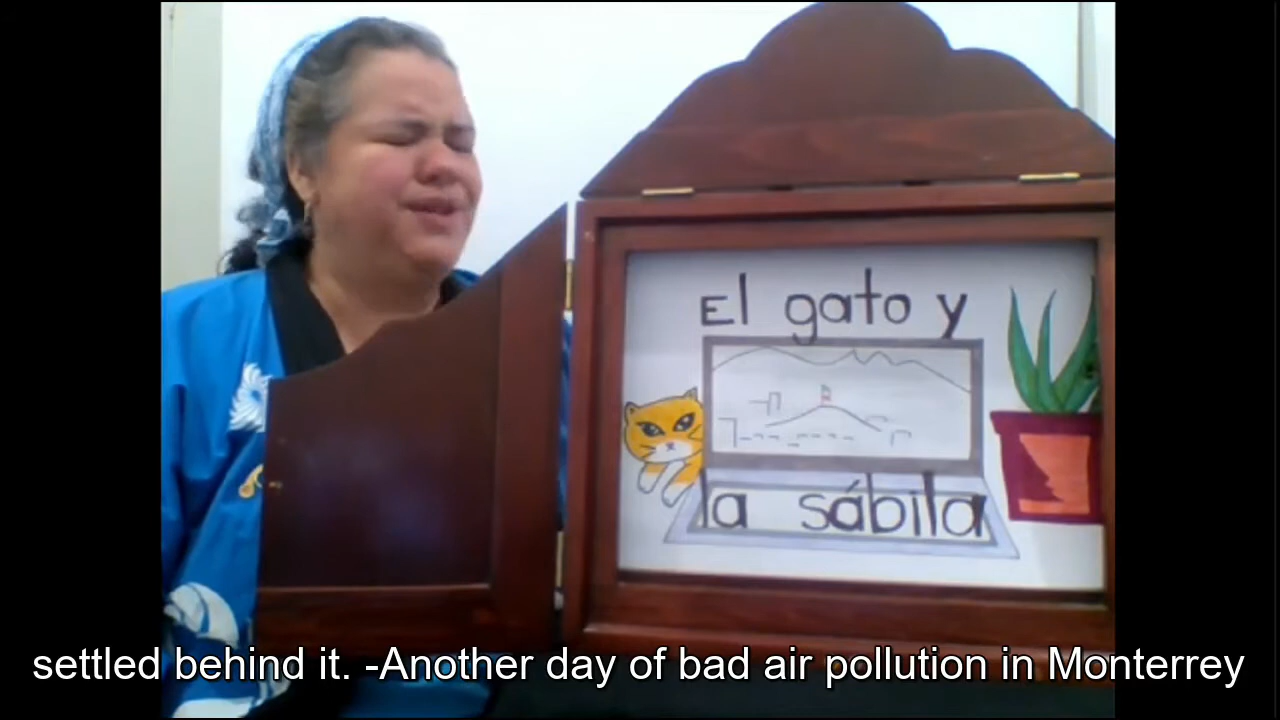 El gato y
la sábila
settled behind it. -Another day of bad air pollution in Monterrey